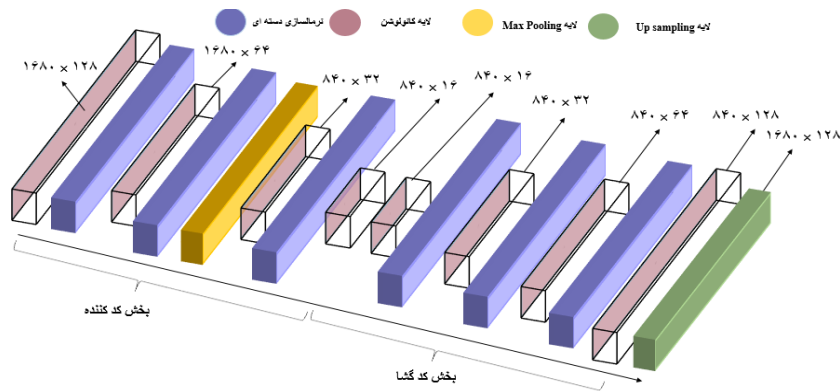 نرمالسازی دسته ای
لایه کانولوشن
لایه Max Pooling
لایه Up sampling
۱۶۸۰ × ۱۲۸
۱۶۸۰ × ۶۴
۸۴۰ × ۳۲
۸۴۰ × ۱۶
۸۴۰ × ۱۶
۸۴۰ × ۳۲
۸۴۰ × ۶۴
۸۴۰ × ۱۲۸
۱۶۸۰ × ۱۲۸
بخش کد کننده
بخش کد گشا